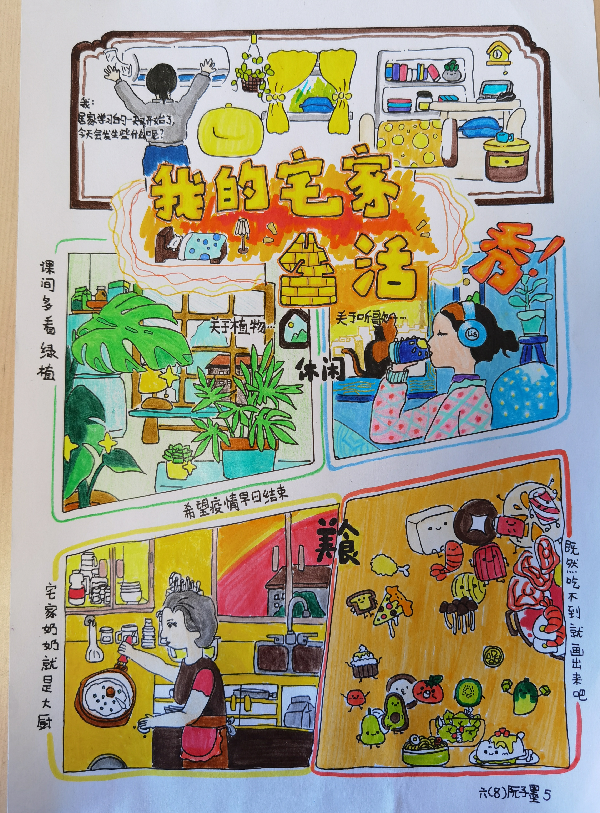 我:
居家学习的一天开始了,
今天会发生些什么呢?
我的宅家
生活
秀!
课间多看绿植
关于植物…
关于听歌…
休闲
希望疫情早日结束
美食
宅家奶奶就是大厨
既然吃不到就画出来吧
六(8)阮子墨 5